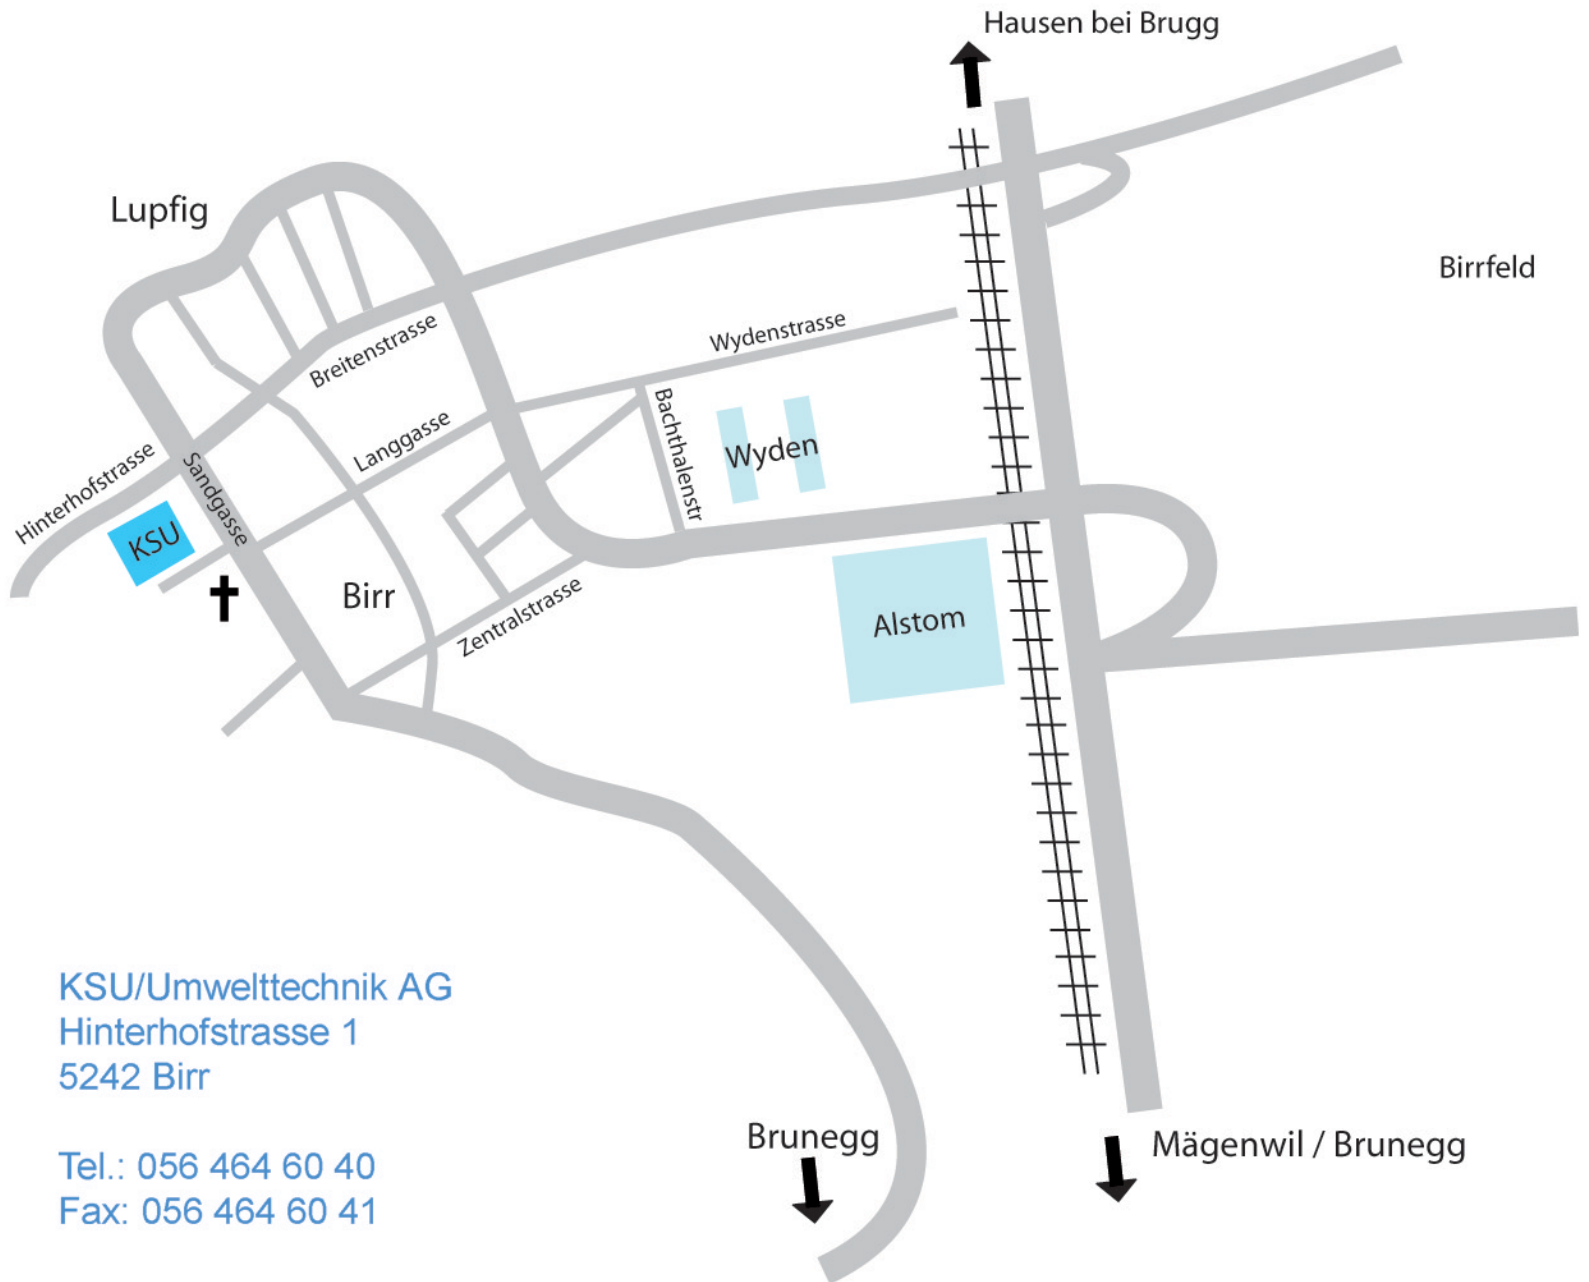 Hausen bei Brugg
Lupfig
Birrfeld
Breitenstrasse
Wydenstrasse
Bachthalenstr
Langgasse
Wyden
Hinterhofstrasse
Sandgasse
KSU
Birr
Zentralstrasse
Alstom
KSU/Umwelttechnik AG
Hinterhofstrasse 1
5242 Birr
Tel.: 056 464 60 40
Fax: 056 464 60 41
Brunegg
Mägenwil / Brunegg